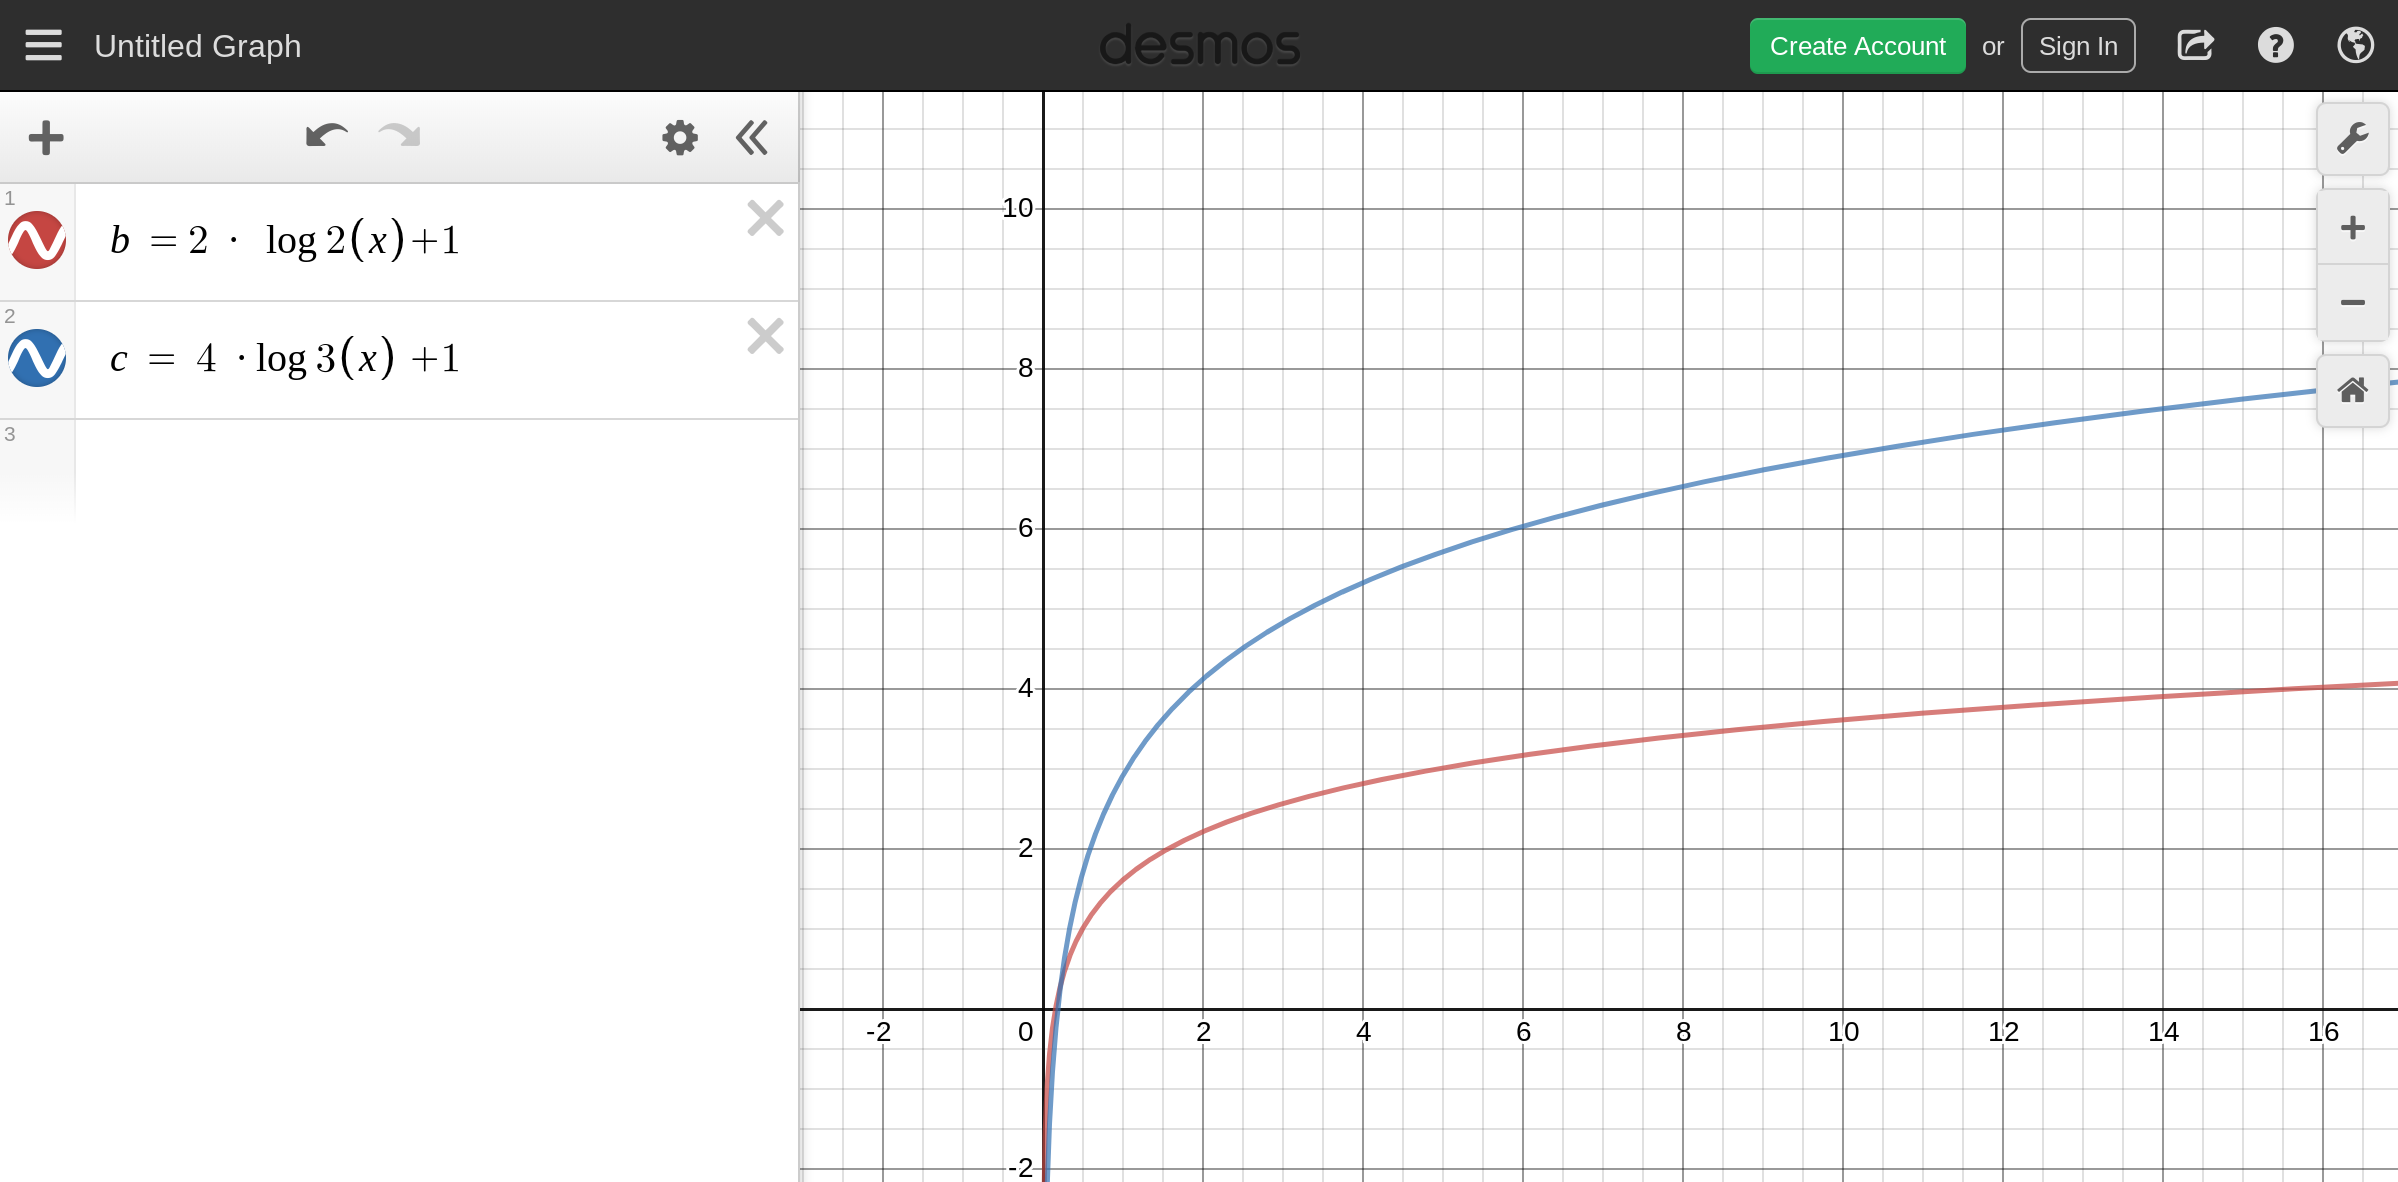 Untitled Graph desmos Create Account or Sign In
1
b = 2 · log 2(x)+1
2
c = 4 · log 3(x) +1
3
10
8
6
4
2
-2 0 2 4 6 8 10 12 14 16
-2